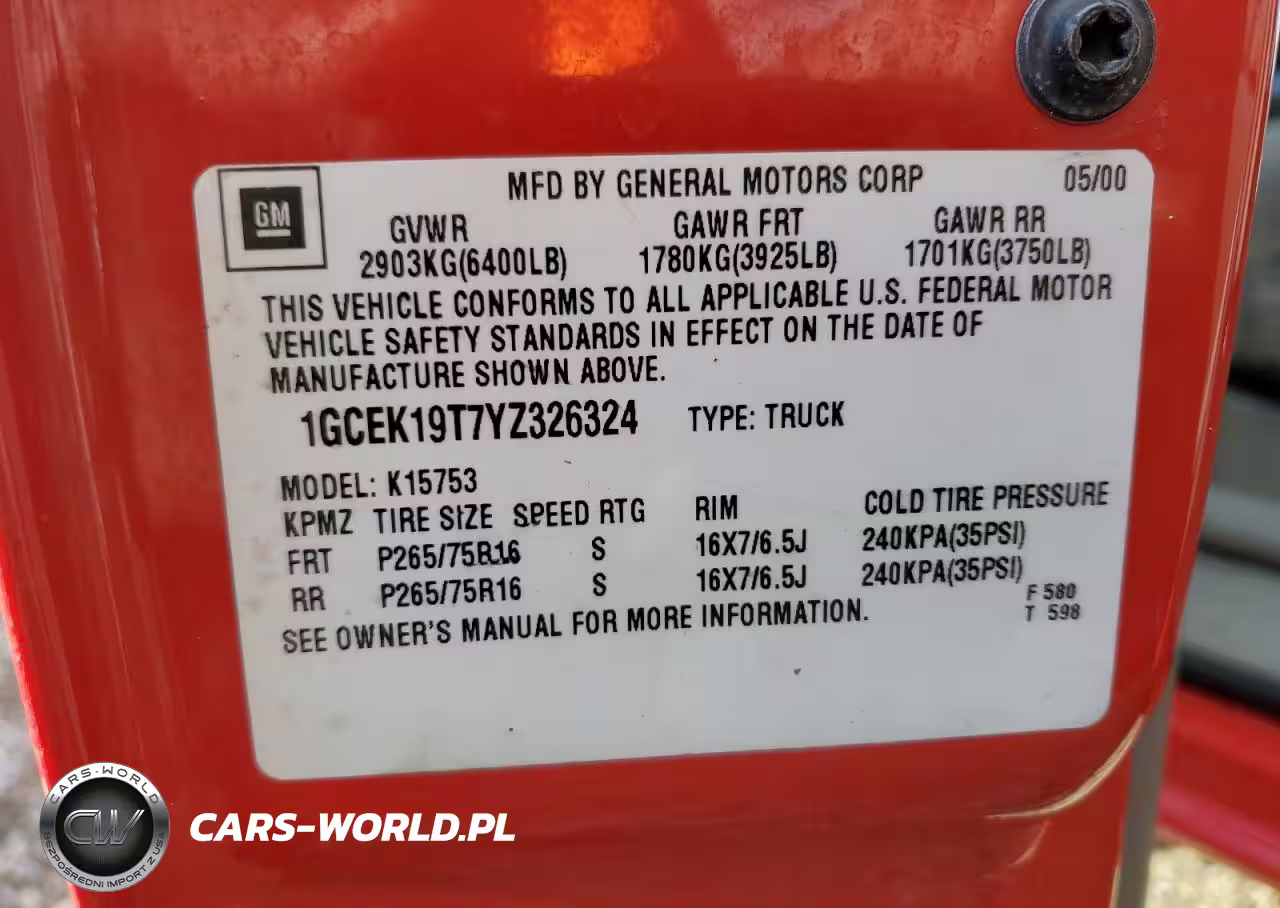 GM
MFD BY GENERAL MOTORS CORP 05/00
GVWR GAWR FRT GAWR RR
2903KG(6400LB) 1780KG(3925LB) 1701KG(3750LB)
THIS VEHICLE CONFORMS TO ALL APPLICABLE U.S. FEDERAL MOTOR
VEHICLE SAFETY STANDARDS IN EFFECT ON THE DATE OF
MANUFACTURE SHOWN ABOVE.
1GCEK19T7YZ326324 TYPE: TRUCK
MODEL: K15753
KPMZ TIRE SIZE SPEED RTG RIM COLD TIRE PRESSURE
FRT P265/75R16 S 16X7/6.5J 240KPA(35PSI)
RR P265/75R16 S 16X7/6.5J 240KPA(35PSI)
F 580
T 598
SEE OWNER'S MANUAL FOR MORE INFORMATION.
CARS-WORLD
CW
BEZPOŚREDNI IMPORT Z USA
CARS-WORLD.PL